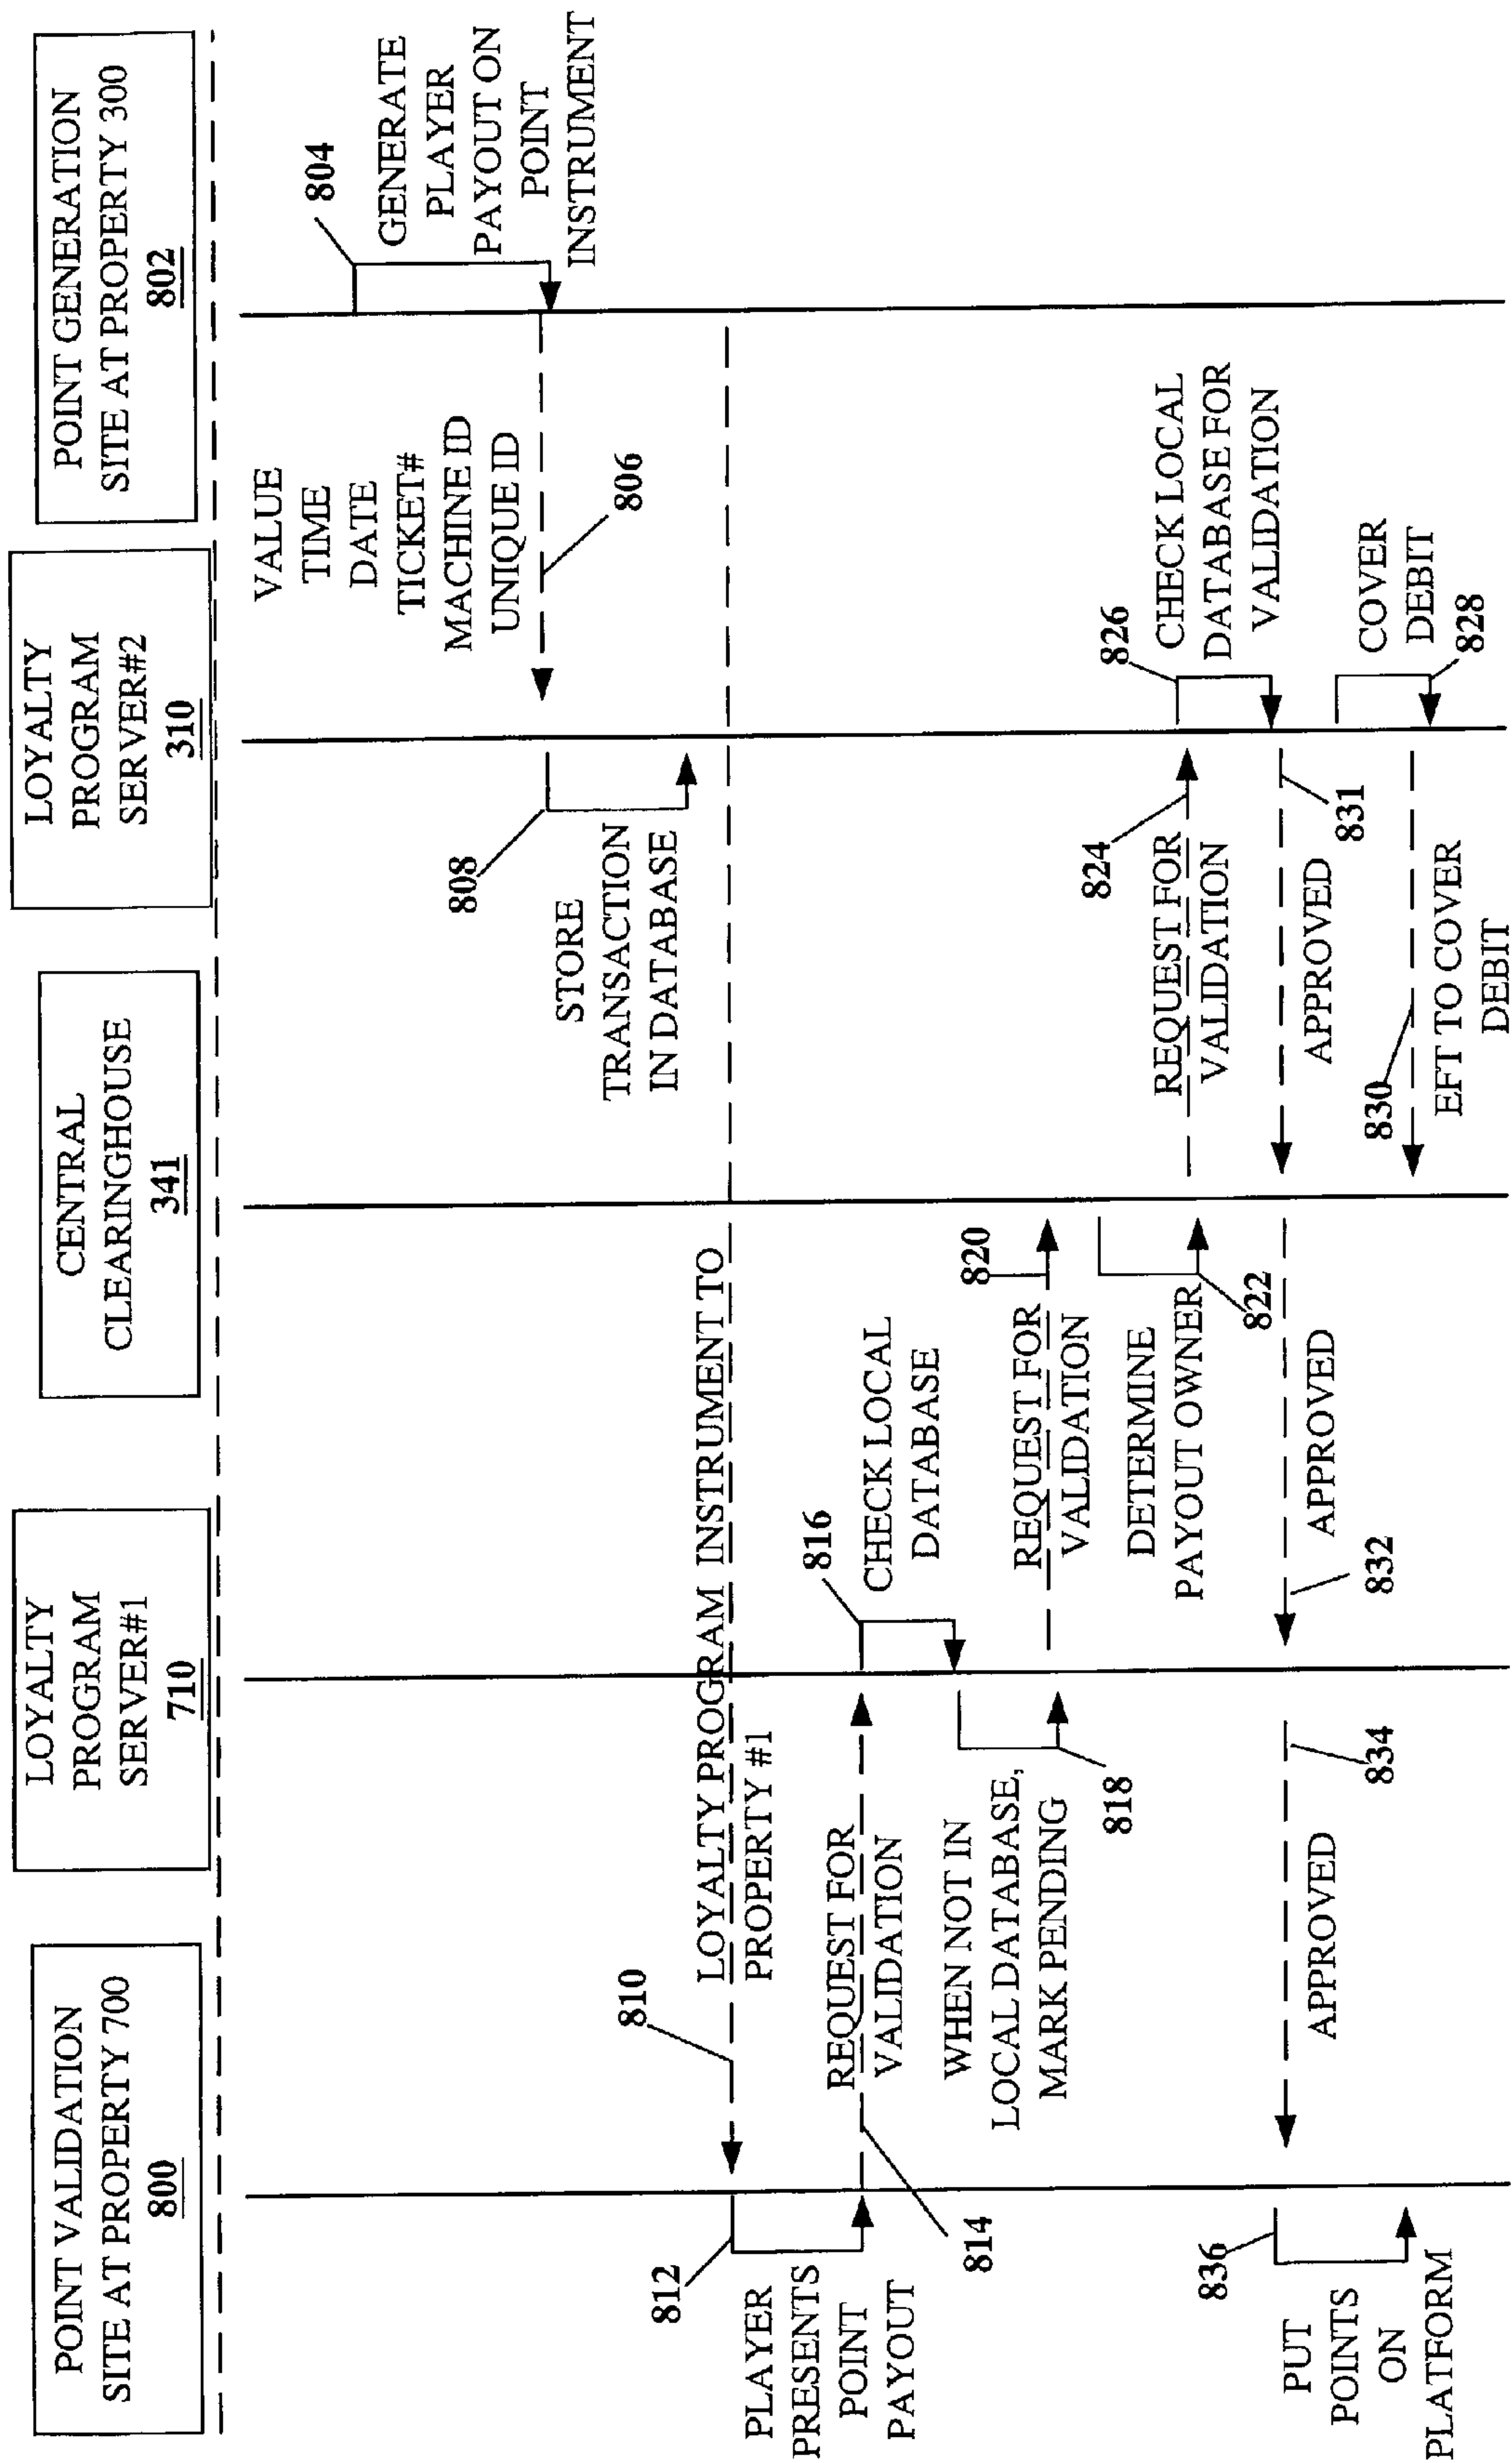 POINT VALIDATION
SITE AT PROPERTY 700
800
LOYALTY
PROGRAM
SERVER#1
710
CENTRAL
CLEARINGHOUSE
341
LOYALTY
PROGRAM
SERVER#2
310
POINT GENERATION
SITE AT PROPERTY 300
802
804
GENERATE
PLAYER
PAYOUT ON
POINT
INSTRUMENT
VALUE
TIME
DATE
TICKET#
MACHINE ID
UNIQUE ID
806
808
STORE
TRANSACTION
IN DATABASE
810
LOYALTY PROGRAM INSTRUMENT TO
PROPERTY #1
812
PLAYER
PRESENTS
POINT
PAYOUT
814
REQUEST FOR
VALIDATION
816
CHECK LOCAL
DATABASE
WHEN NOT IN
LOCAL DATABASE,
MARK PENDING
818
820
REQUEST FOR
VALIDATION
DETERMINE
PAYOUT OWNER
822
824
REQUEST FOR
VALIDATION
826
CHECK LOCAL
DATABASE FOR
VALIDATION
831
APPROVED
COVER
DEBIT
828
830
EFT TO COVER
DEBIT
APPROVED
832
834
APPROVED
836
PUT
POINTS
ON
PLATFORM